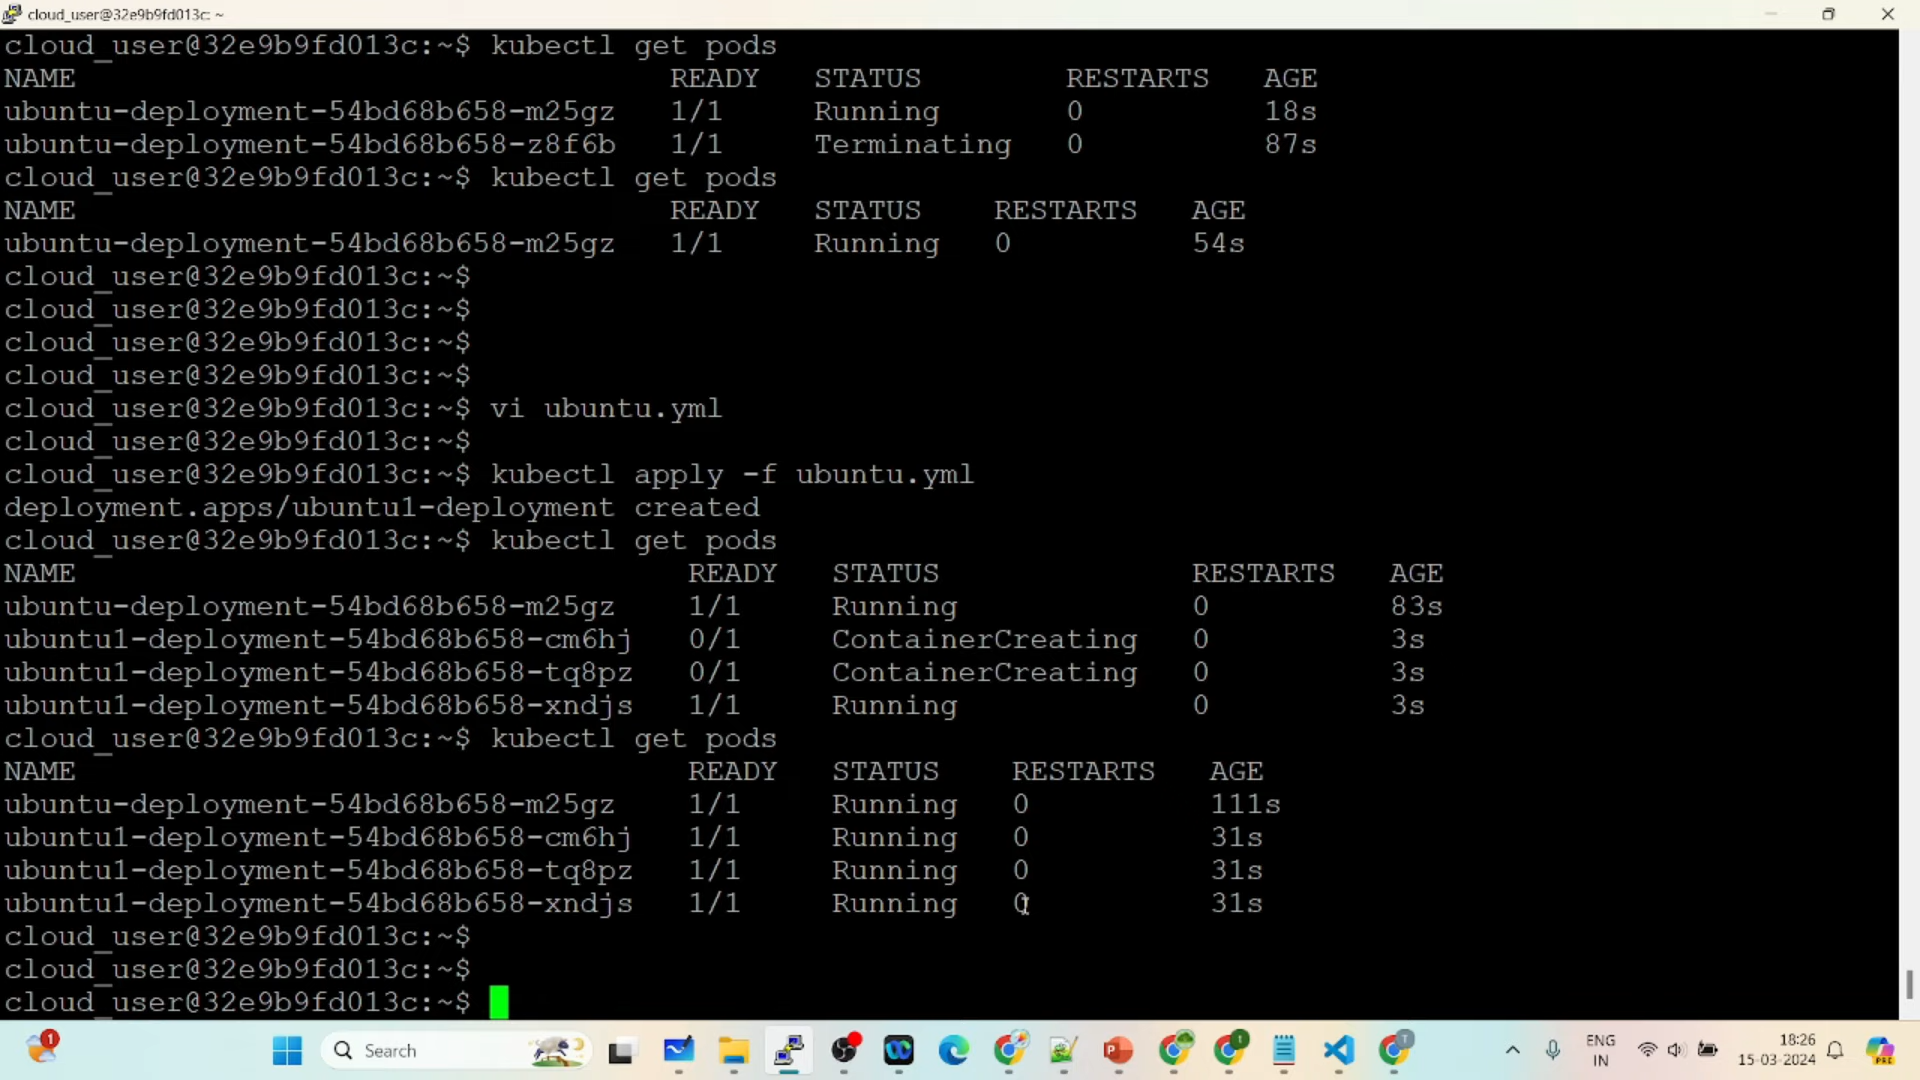 cloud_user@32e9b9fd013c: ~
cloud_user@32e9b9fd013c:~$ kubectl get pods
NAME READY STATUS RESTARTS AGE
ubuntu-deployment-54bd68b658-m25gz 1/1 Running 0 18s
ubuntu-deployment-54bd68b658-z8f6b 1/1 Terminating 0 87s
cloud_user@32e9b9fd013c:~$ kubectl get pods
NAME READY STATUS RESTARTS AGE
ubuntu-deployment-54bd68b658-m25gz 1/1 Running 0 54s
cloud_user@32e9b9fd013c:~$
cloud_user@32e9b9fd013c:~$
cloud_user@32e9b9fd013c:~$
cloud_user@32e9b9fd013c:~$
cloud_user@32e9b9fd013c:~$ vi ubuntu.yml
cloud_user@32e9b9fd013c:~$
cloud_user@32e9b9fd013c:~$ kubectl apply -f ubuntu.yml
deployment.apps/ubuntu1-deployment created
cloud_user@32e9b9fd013c:~$ kubectl get pods
NAME READY STATUS RESTARTS AGE
ubuntu-deployment-54bd68b658-m25gz 1/1 Running 0 83s
ubuntu1-deployment-54bd68b658-cm6hj 0/1 ContainerCreating 0 3s
ubuntu1-deployment-54bd68b658-tq8pz 0/1 ContainerCreating 0 3s
ubuntu1-deployment-54bd68b658-xndjs 1/1 Running 0 3s
cloud_user@32e9b9fd013c:~$ kubectl get pods
NAME READY STATUS RESTARTS AGE
ubuntu-deployment-54bd68b658-m25gz 1/1 Running 0 111s
ubuntu1-deployment-54bd68b658-cm6hj 1/1 Running 0 31s
ubuntu1-deployment-54bd68b658-tq8pz 1/1 Running 0 31s
ubuntu1-deployment-54bd68b658-xndjs 1/1 Running 0 31s
cloud_user@32e9b9fd013c:~$
cloud_user@32e9b9fd013c:~$
cloud_user@32e9b9fd013c:~$
1 Search ENG 18:26
IN 15-03-2024